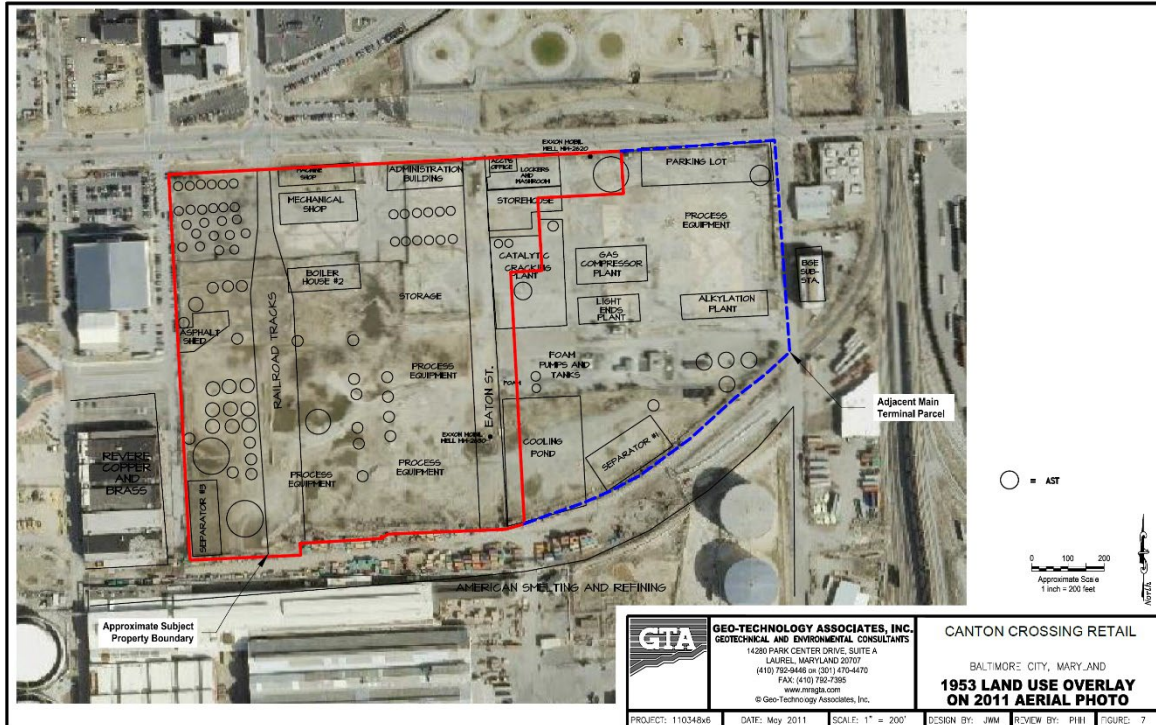 EXXON MOBIL
ACCT'G
OFFICE
LOCKERS
AND
WASHROOM
PARKING LOT
MACHINE
SHOP
ADMINISTRATION
BUILDING
MECHANICAL
SHOP
STOREHOUSE
PROCESS
EQUIPMENT
CATALYTIC
CRACKING
PLANT
GAS
COMPRESSOR
PLANT
BGE
SUB-
STA.
BOILER
HOUSE #2
STORAGE
LIGHT
ENDS
PLANT
ALKYLATION
PLANT
ASPHALT
SHED
RAILROAD TRACKS
PROCESS
EQUIPMENT
EATON ST.
FOAM
PUMPS AND
TANKS
FOAM
Adjacent Main
Terminal Parcel
EXXON MOBIL
COOLING
POND
SEPARATOR #1
REVERE
COPPER
AND
BRASS
PROCESS
EQUIPMENT
PROCESS
EQUIPMENT
SEPARATOR #3
= AST
0 100 200
Approximate Scale
1 inch = 200 feet
North
AMERICAN SMELTING AND REFINING
Approximate Subject
Property Boundary
GTA
GEO-TECHNOLOGY ASSOCIATES, INC.
GEOTECHNICAL AND ENVIRONMENTAL CONSULTANTS
14280 PARK CENTER DRIVE, SUITE A
LAUREL, MARYLAND 20707
(410) 792-9446 OR (301) 470-4470
FAX: (410) 792-7395
www.mragta.com
© Geo-Technology Associates, Inc.
CANTON CROSSING RETAIL
BALTIMORE CITY, MARYLAND
1953 LAND USE OVERLAY
ON 2011 AERIAL PHOTO
PROJECT: 110348x6
DATE: May 2011
SCALE: 1" = 200'
DESIGN BY: JWM
REVIEW BY: PHH
FIGURE: 7